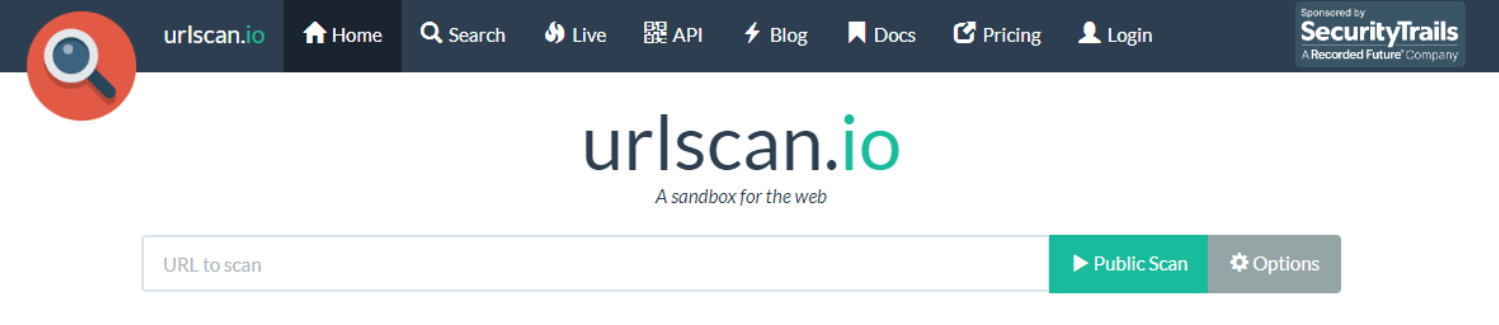 urlscan.io Home Search Live API Blog Docs Pricing Login
Sponsored by
SecurityTrails
A Recorded Future® Company
urlscan.io
A sandbox for the web
URL to scan Public Scan Options